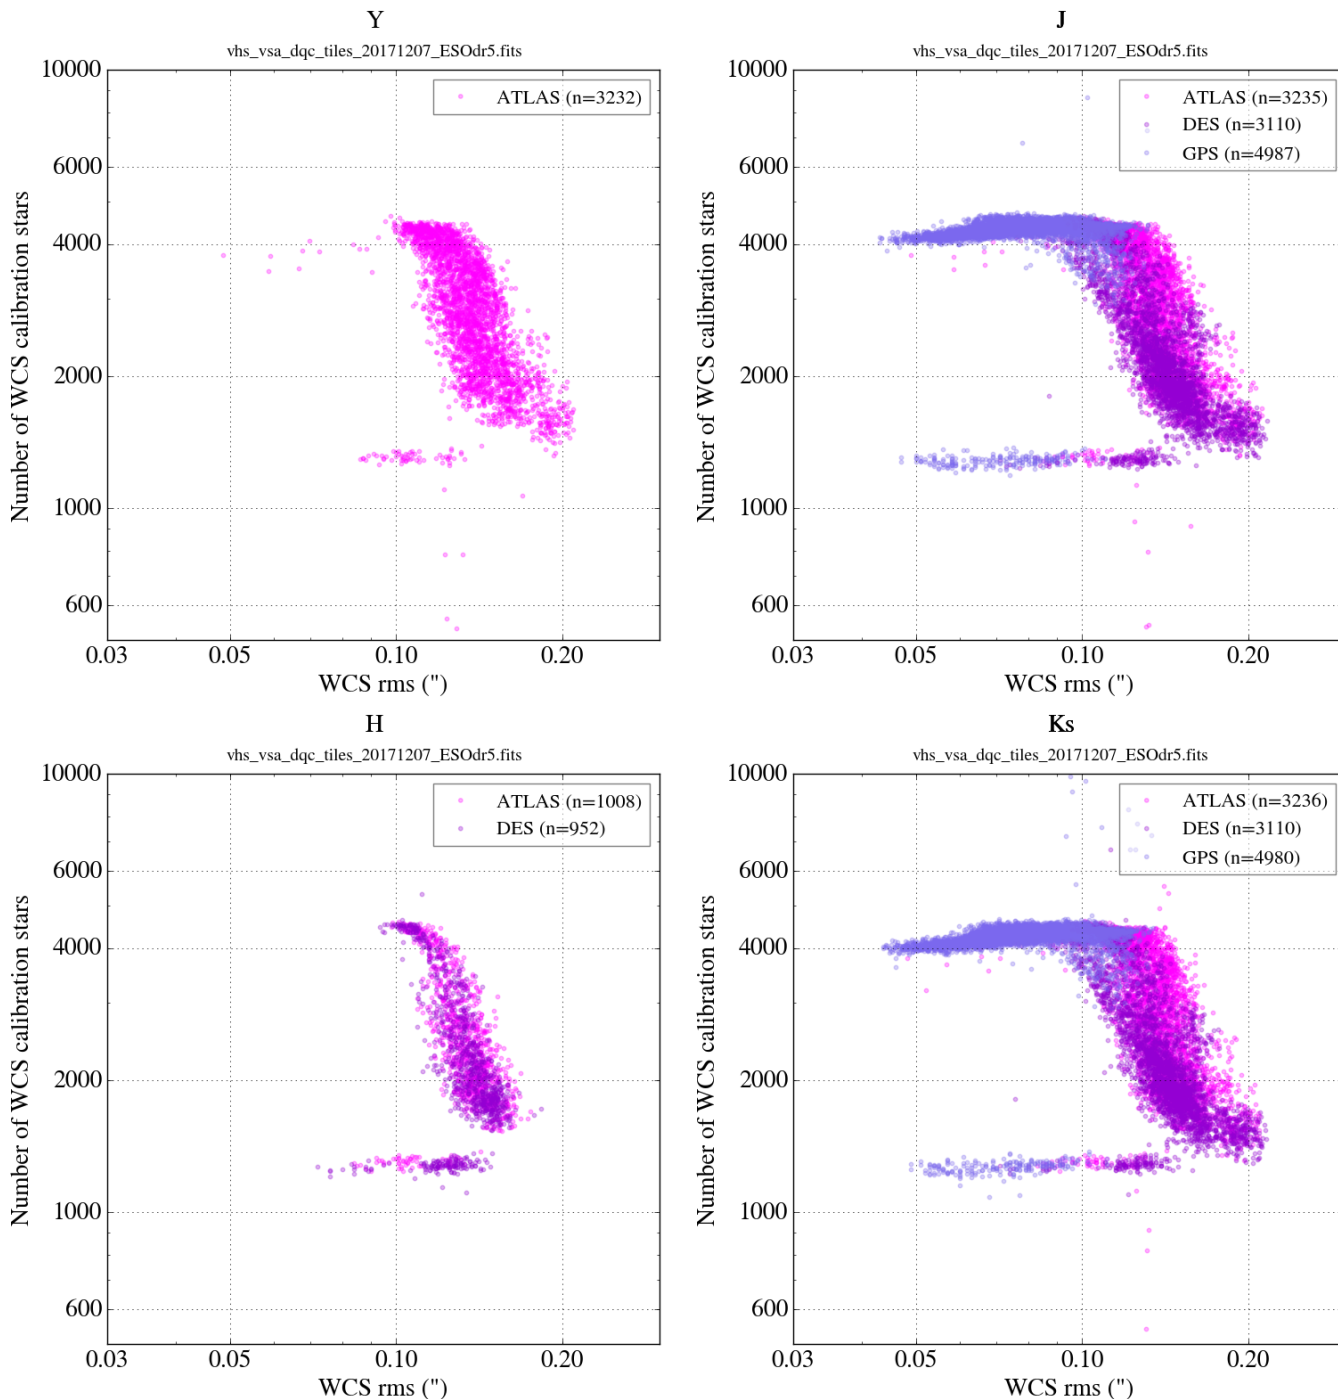 Y
vhs_vsa_dqc_tiles_20171207_ESOdr5.fits
ATLAS (n=3232)
10000
6000
4000
2000
1000
600
Number of WCS calibration stars
0.03 0.05 0.10 0.20
WCS rms (")
J
vhs_vsa_dqc_tiles_20171207_ESOdr5.fits
ATLAS (n=3235)
DES (n=3110)
GPS (n=4987)
10000
6000
4000
2000
1000
600
Number of WCS calibration stars
0.03 0.05 0.10 0.20
WCS rms (")
H
vhs_vsa_dqc_tiles_20171207_ESOdr5.fits
ATLAS (n=1008)
DES (n=952)
10000
6000
4000
2000
1000
600
Number of WCS calibration stars
0.03 0.05 0.10 0.20
WCS rms (")
Ks
vhs_vsa_dqc_tiles_20171207_ESOdr5.fits
ATLAS (n=3236)
DES (n=3110)
GPS (n=4980)
10000
6000
4000
2000
1000
600
Number of WCS calibration stars
0.03 0.05 0.10 0.20
WCS rms (")